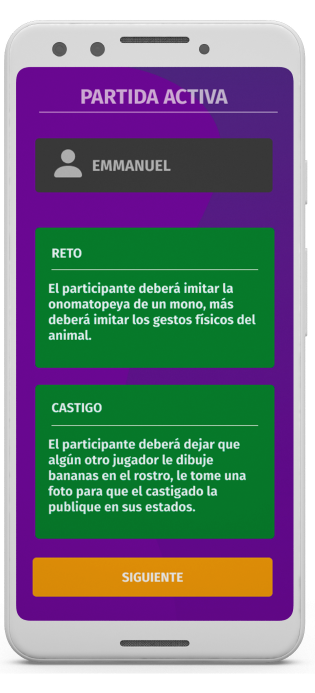 PARTIDA ACTIVA
EMMANUEL
RETO
El participante deberá imitar la
onomatopeya de un mono, más
deberá imitar los gestos físicos del
animal.
CASTIGO
El participante deberá dejar que
algún otro jugador le dibuje
bananas en el rostro, le tome una
foto para que el castigado la
publique en sus estados.
SIGUIENTE